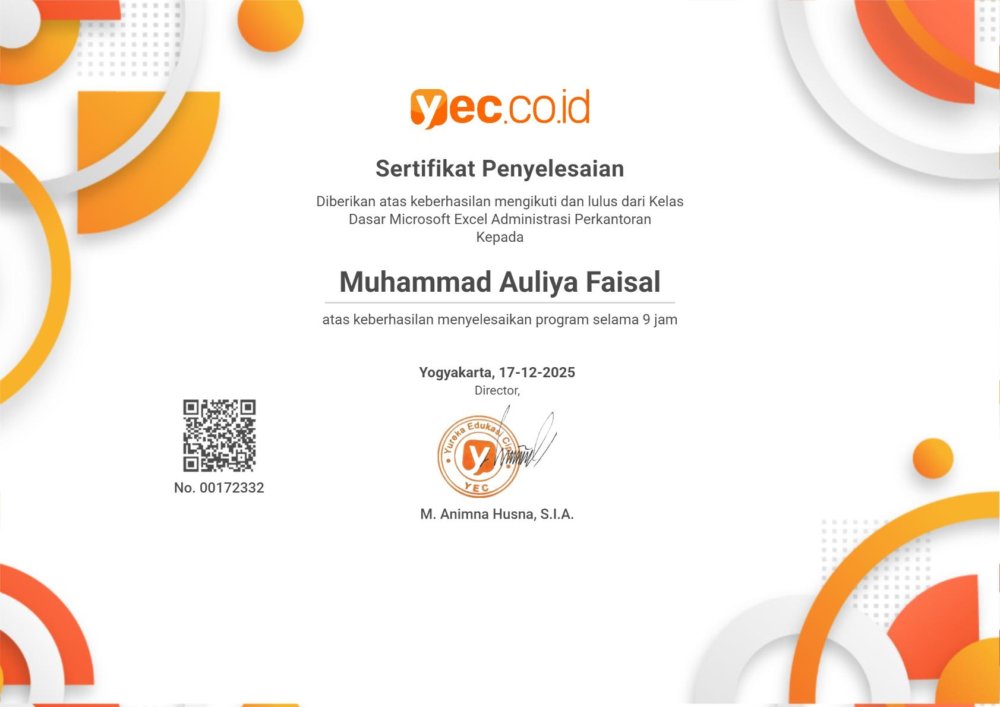 yec.co.id
Sertifikat Penyelesaian
Diberikan atas keberhasilan mengikuti dan lulus dari Kelas
Dasar Microsoft Excel Administrasi Perkantoran
Kepada
Muhammad Auliya Faisal
atas keberhasilan menyelesaikan program selama 9 jam
Yogyakarta, 17-12-2025
Director,
Yureka Edukasi
y
YEC
No. 00172332
M. Animna Husna, S.I.A.